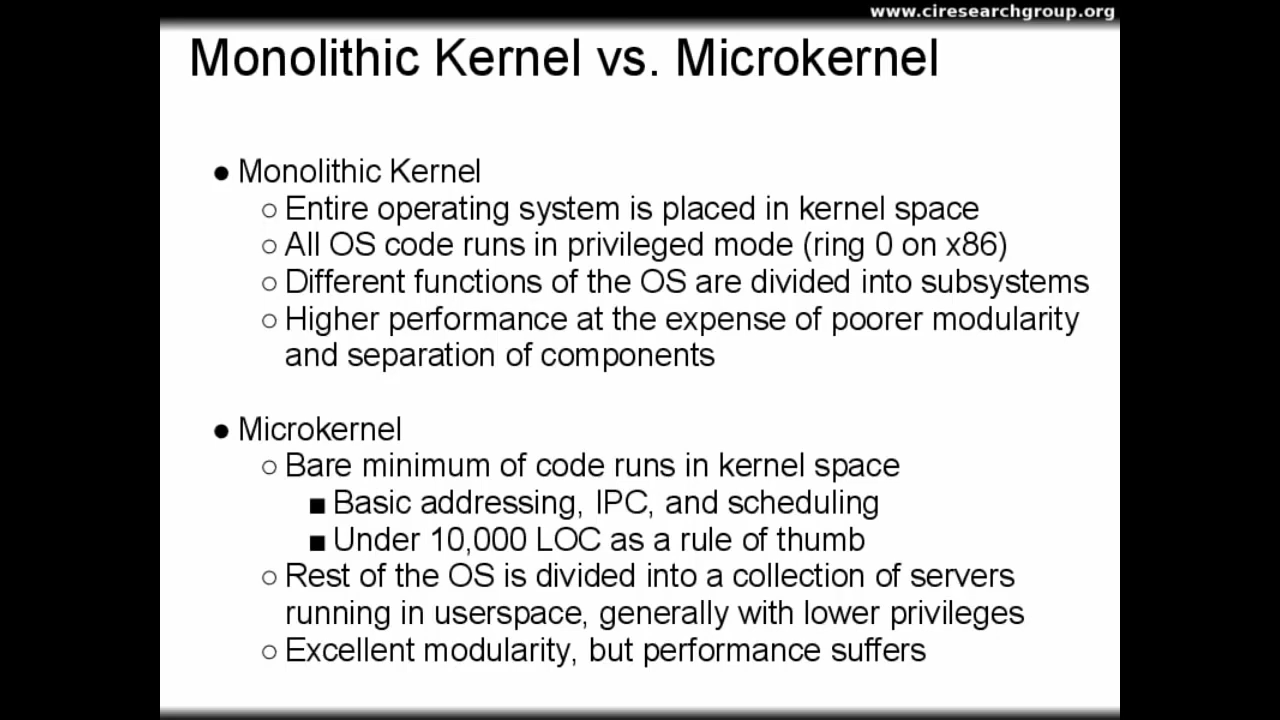 www.ciresearchgroup.org
Monolithic Kernel vs. Microkernel
● Monolithic Kernel
○ Entire operating system is placed in kernel space
○ All OS code runs in privileged mode (ring 0 on x86)
○ Different functions of the OS are divided into subsystems
○ Higher performance at the expense of poorer modularity
and separation of components
● Microkernel
○ Bare minimum of code runs in kernel space
■ Basic addressing, IPC, and scheduling
■ Under 10,000 LOC as a rule of thumb
○ Rest of the OS is divided into a collection of servers
running in userspace, generally with lower privileges
○ Excellent modularity, but performance suffers